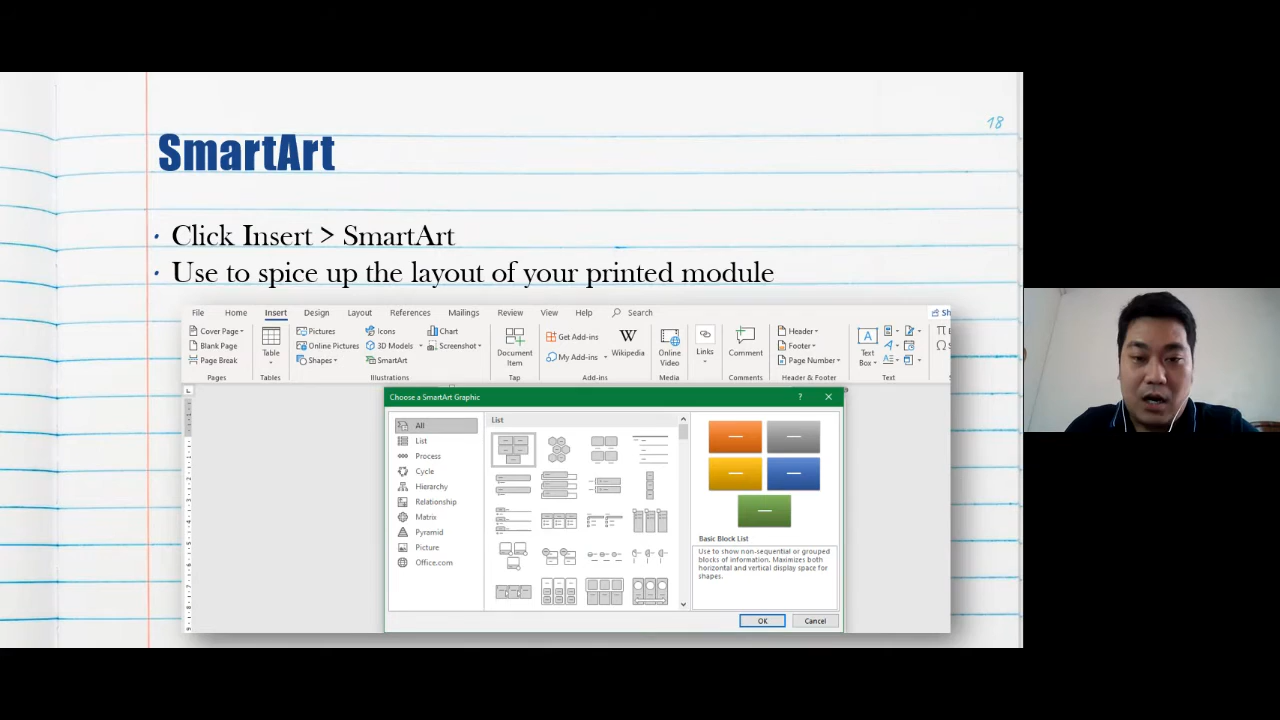 18
SmartArt
• Click Insert > SmartArt
• Use to spice up the layout of your printed module
File Home Insert Design Layout References Mailings Review View Help Search Sh
Cover Page
Blank Page
Page Break
Pages
Table
Tables
Pictures
Online Pictures
Shapes
Icons
3D Models
SmartArt
Chart
Screenshot
Illustrations
Document
Item
Tap
Get Add-ins
My Add-ins
Wikipedia
Add-ins
Online
Video
Media
Links
Comment
Comments
Header
Footer
Page Number
Header & Footer
Text
Box
Text
Choose a SmartArt Graphic
All
List
Process
Cycle
Hierarchy
Relationship
Matrix
Pyramid
Picture
Office.com
List
Basic Block List
Use to show non-sequential or grouped
blocks of information. Maximizes both
horizontal and vertical display space for
shapes.
OK Cancel